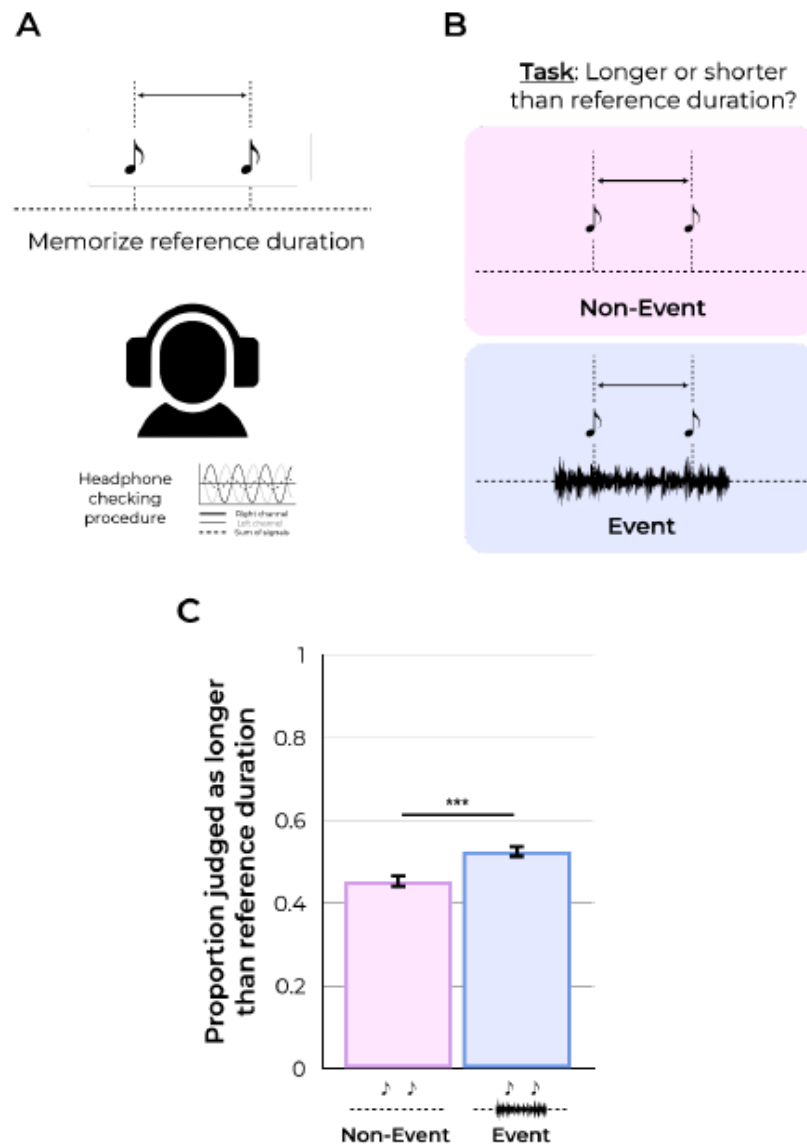 A
Memorize reference duration
Headphone
checking
procedure
Right channel
Left channel
Sum of signals
B
Task: Longer or shorter
than reference duration?
Non-Event
Event
C
Proportion judged as longer
than reference duration
1
0.8
0.6
0.4
0.2
0
***
Non-Event
Event